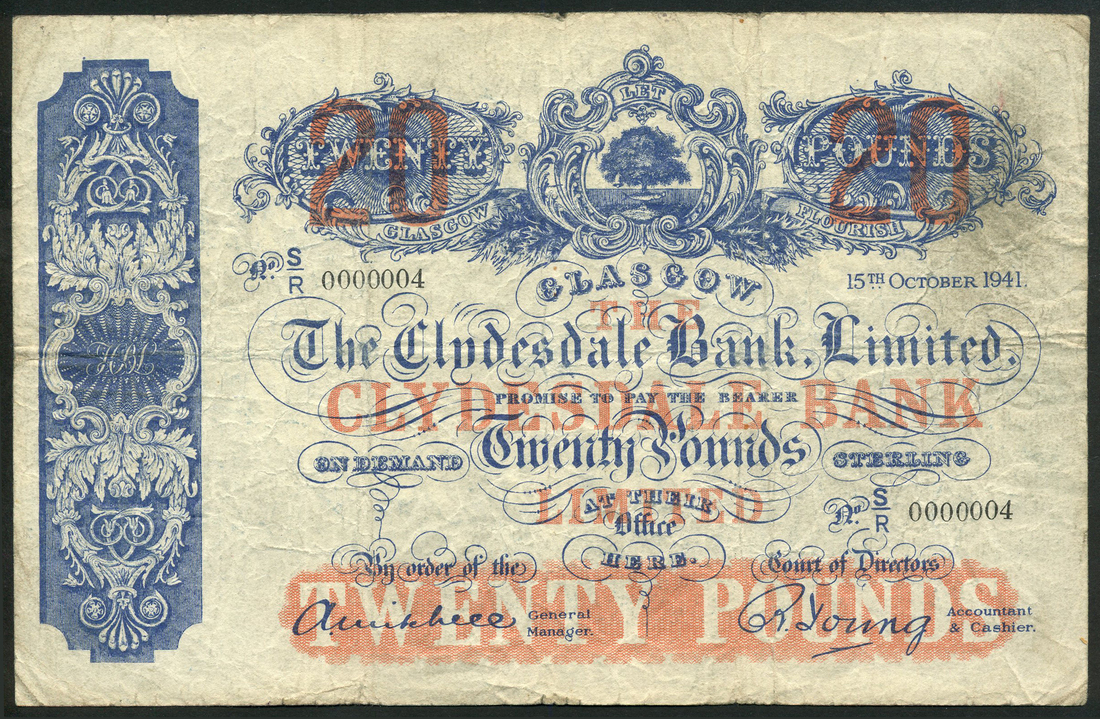 LET
20 20
TWENTY POUNDS
GLASGOW FLOURISH
No. S/R 0000004
15TH OCTOBER 1941.
GLASGOW
THE
The Clydesdale Bank, Limited,
PROMISE TO PAY THE BEARER
CLYDESDALE BANK
ON DEMAND Twenty Pounds STERLING
LIMITED
AT THEIR
Office
HERE.
No. S/R 0000004
By order of the Court of Directors
TWENTY POUNDS
General
Manager.
R. Young
Accountant
& Cashier.